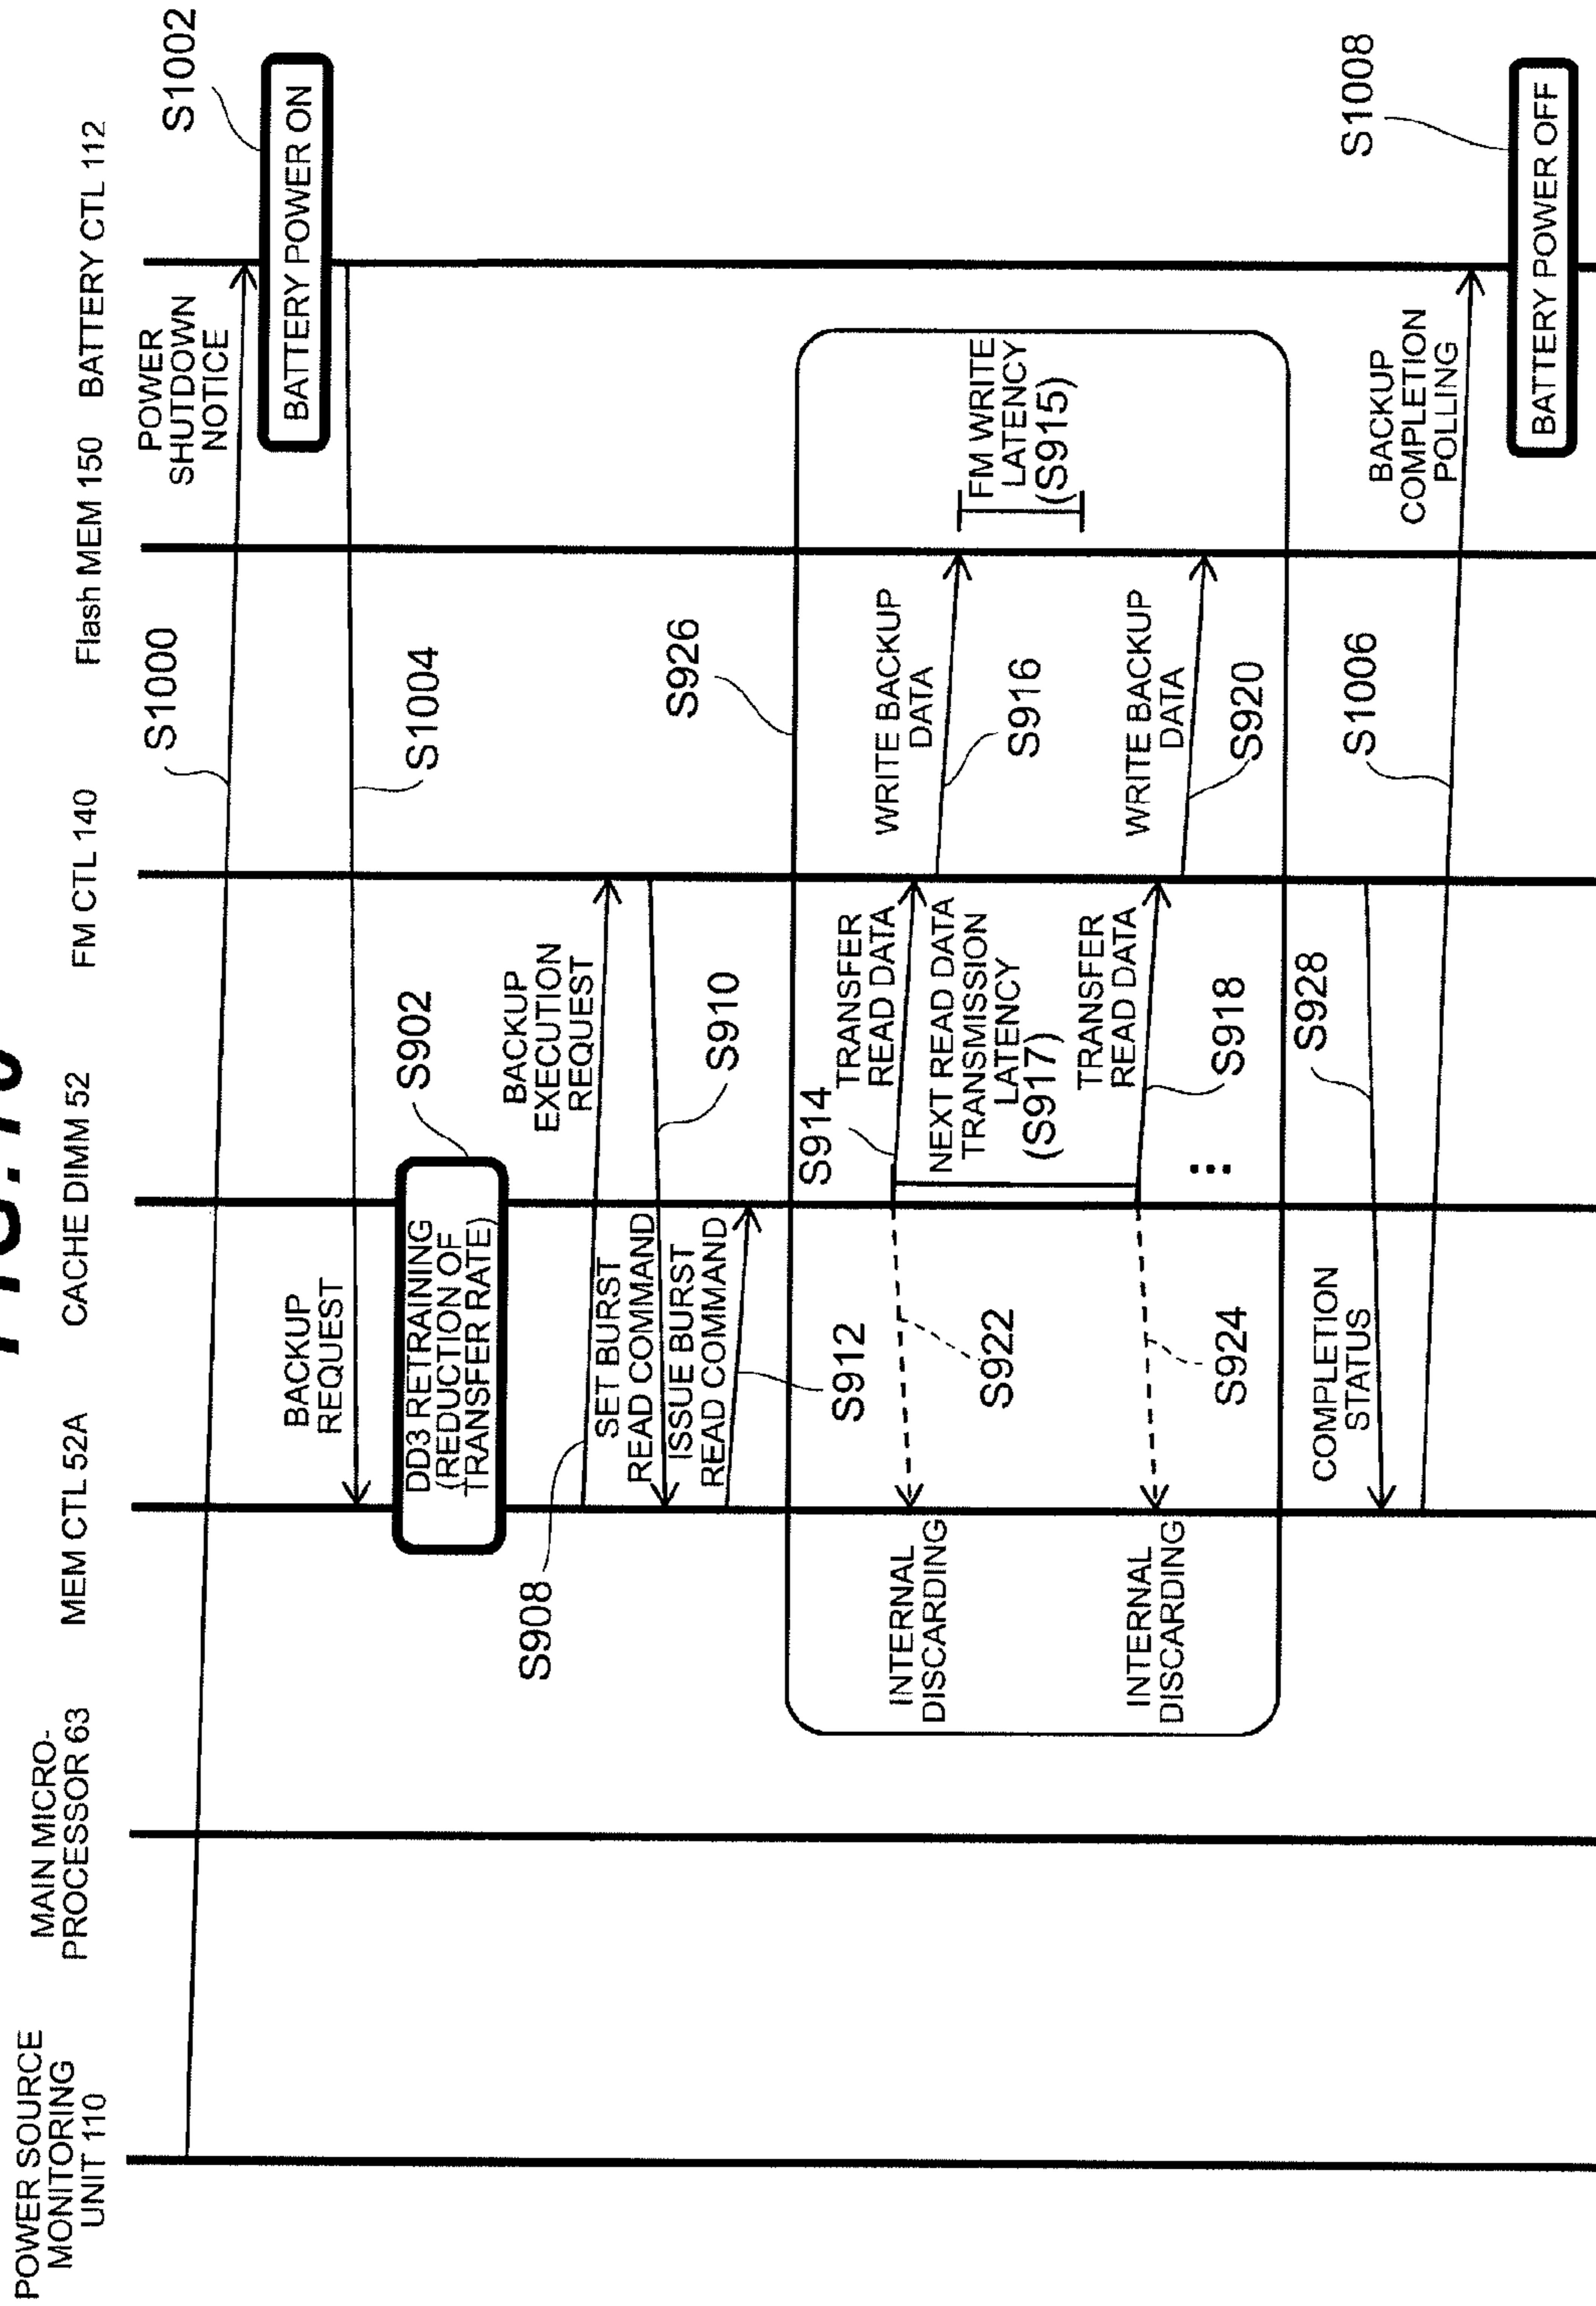 POWER SOURCE
MONITORING
UNIT 110
MAIN MICRO-
PROCESSOR 63
MEM CTL 52A
CACHE DIMM 52
FM CTL 140
Flash MEM 150
BATTERY CTL 112
S1000
POWER
SHUTDOWN
NOTICE
S1002
BATTERY POWER ON
BACKUP
REQUEST
S1004
S902
DD3 RETRAINING
(REDUCTION OF
TRANSFER RATE)
S908
BACKUP
EXECUTION
REQUEST
SET BURST
READ COMMAND
S910
ISSUE BURST
READ COMMAND
S912
S926
S914
TRANSFER
READ DATA
WRITE BACKUP
DATA
S916
FM WRITE
LATENCY
(S915)
NEXT READ DATA
TRANSMISSION
LATENCY
(S917)
INTERNAL
DISCARDING
S922
TRANSFER
READ DATA
S918
WRITE BACKUP
DATA
S920
INTERNAL
DISCARDING
S924
...
COMPLETION
STATUS
S928
S1006
BACKUP
COMPLETION
POLLING
S1008
BATTERY POWER OFF